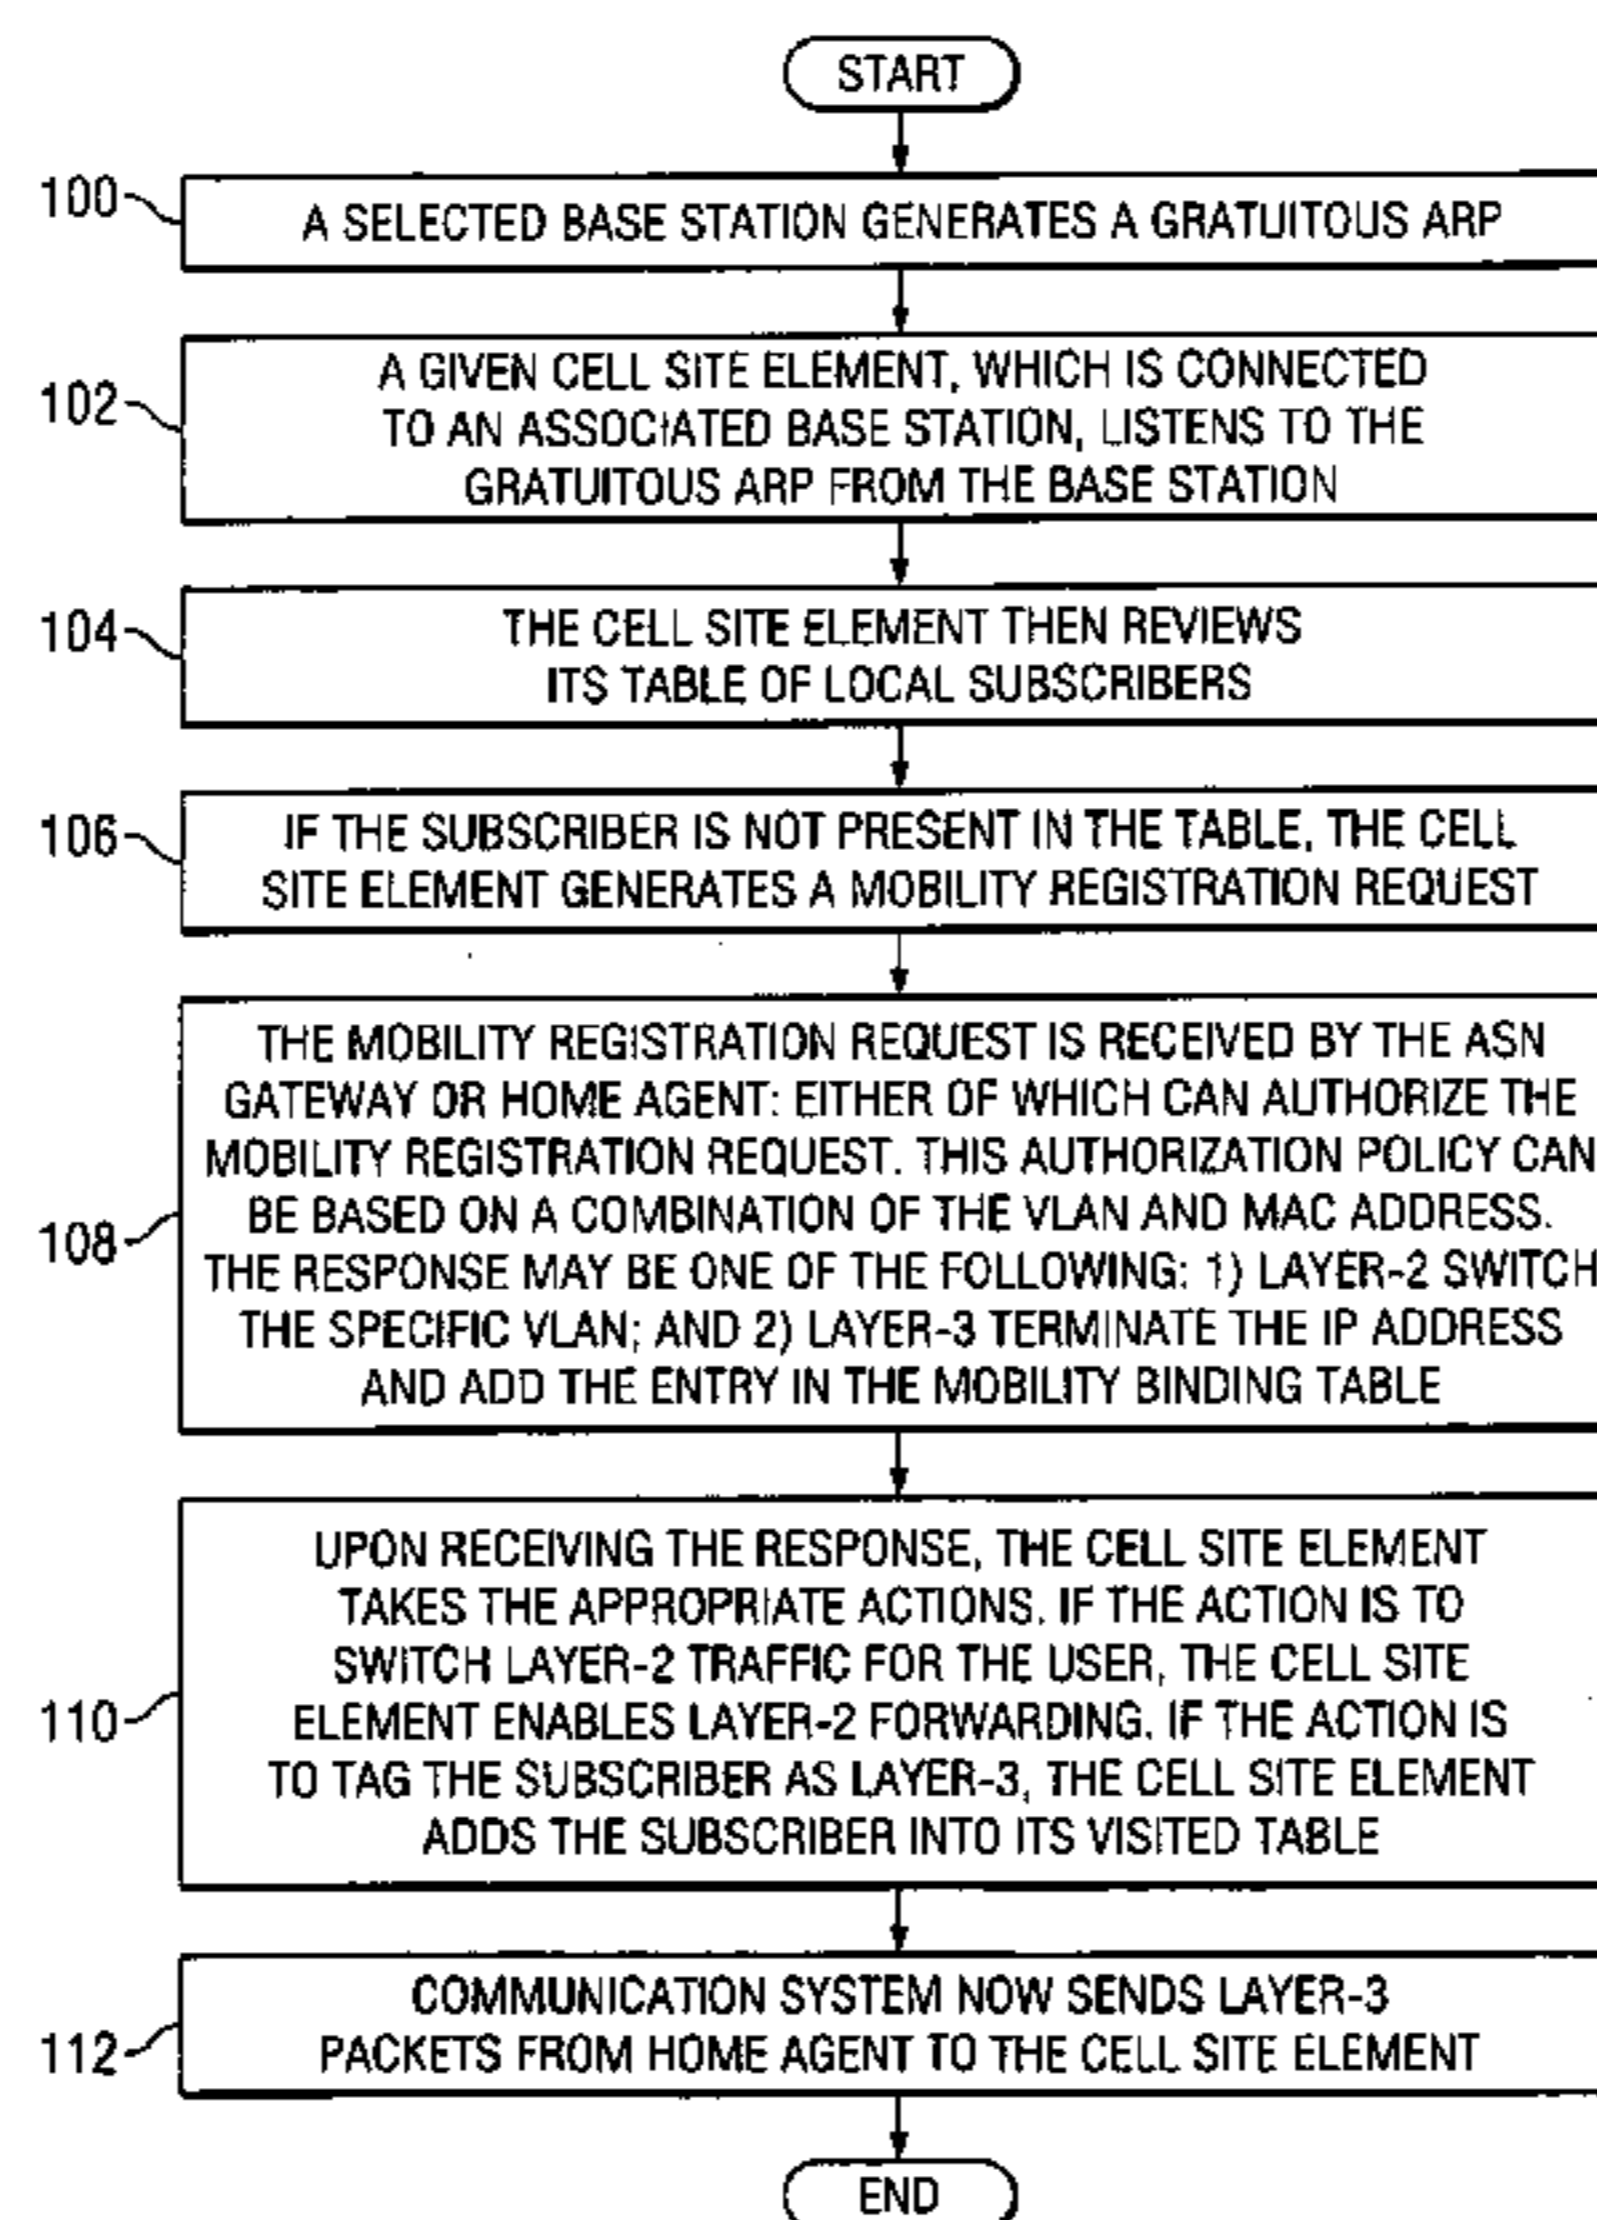 START
100
A SELECTED BASE STATION GENERATES A GRATUITOUS ARP
102
A GIVEN CELL SITE ELEMENT, WHICH IS CONNECTED
TO AN ASSOCIATED BASE STATION, LISTENS TO THE
GRATUITOUS ARP FROM THE BASE STATION
104
THE CELL SITE ELEMENT THEN REVIEWS
ITS TABLE OF LOCAL SUBSCRIBERS
106
IF THE SUBSCRIBER IS NOT PRESENT IN THE TABLE, THE CELL
SITE ELEMENT GENERATES A MOBILITY REGISTRATION REQUEST
108
THE MOBILITY REGISTRATION REQUEST IS RECEIVED BY THE ASN
GATEWAY OR HOME AGENT: EITHER OF WHICH CAN AUTHORIZE THE
MOBILITY REGISTRATION REQUEST. THIS AUTHORIZATION POLICY CAN
BE BASED ON A COMBINATION OF THE VLAN AND MAC ADDRESS.
THE RESPONSE MAY BE ONE OF THE FOLLOWING: 1) LAYER-2 SWITCH
THE SPECIFIC VLAN; AND 2) LAYER-3 TERMINATE THE IP ADDRESS
AND ADD THE ENTRY IN THE MOBILITY BINDING TABLE
110
UPON RECEIVING THE RESPONSE, THE CELL SITE ELEMENT
TAKES THE APPROPRIATE ACTIONS. IF THE ACTION IS TO
SWITCH LAYER-2 TRAFFIC FOR THE USER, THE CELL SITE
ELEMENT ENABLES LAYER-2 FORWARDING. IF THE ACTION IS
TO TAG THE SUBSCRIBER AS LAYER-3, THE CELL SITE ELEMENT
ADDS THE SUBSCRIBER INTO ITS VISITED TABLE
112
COMMUNICATION SYSTEM NOW SENDS LAYER-3
PACKETS FROM HOME AGENT TO THE CELL SITE ELEMENT
END